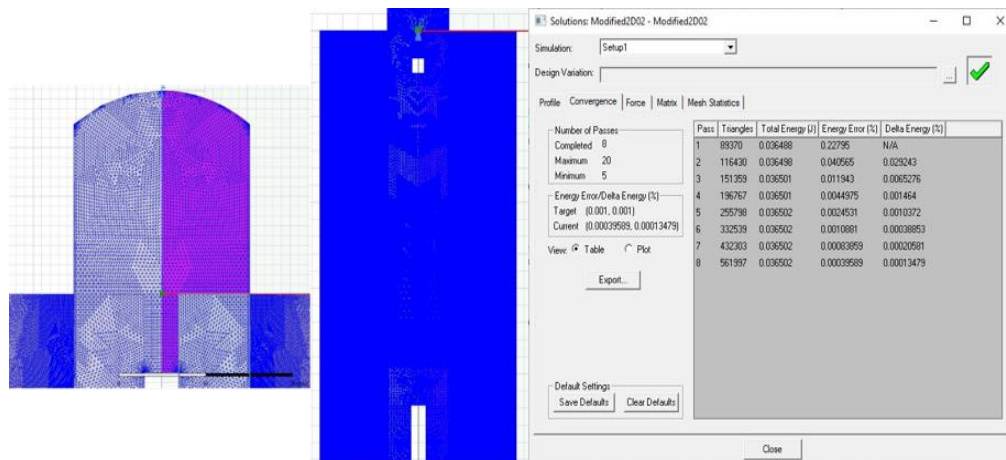 Solutions: Modified2D02 - Modified2D02
Simulation: Setup1
Design Variation: ...
Profile Convergence Force Matrix Mesh Statistics
Number of Passes
Completed 8
Maximum 20
Minimum 5
Energy Error/Delta Energy (%)
Target (0.001, 0.001)
Current (0.00039589, 0.00013479)
View: Table Plot
Export...
Default Settings
Save Defaults Clear Defaults
Pass Triangles Total Energy (J) Energy Error (%) Delta Energy (%)
1 89370 0.036488 0.22795 N/A
2 116430 0.036498 0.040565 0.029243
3 151359 0.036501 0.011943 0.0065276
4 196767 0.036501 0.0044975 0.001464
5 255798 0.036502 0.0024531 0.0010372
6 332539 0.036502 0.0010881 0.00038853
7 432303 0.036502 0.00083859 0.00020581
8 561997 0.036502 0.00039589 0.00013479
Close